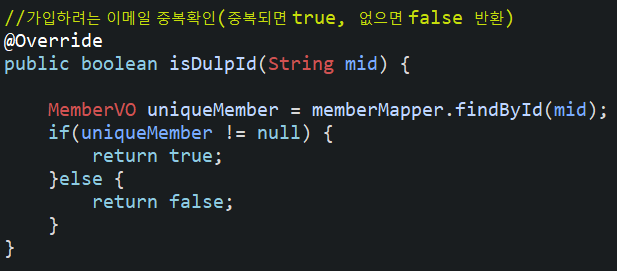 //가입하려는 이메일 중복확인(중복되면 true, 없으면 false 반환)
@Override
public boolean isDulpId(String mid) {
MemberVO uniqueMember = memberMapper.findById(mid);
if(uniqueMember != null) {
return true;
}else {
return false;
}
}